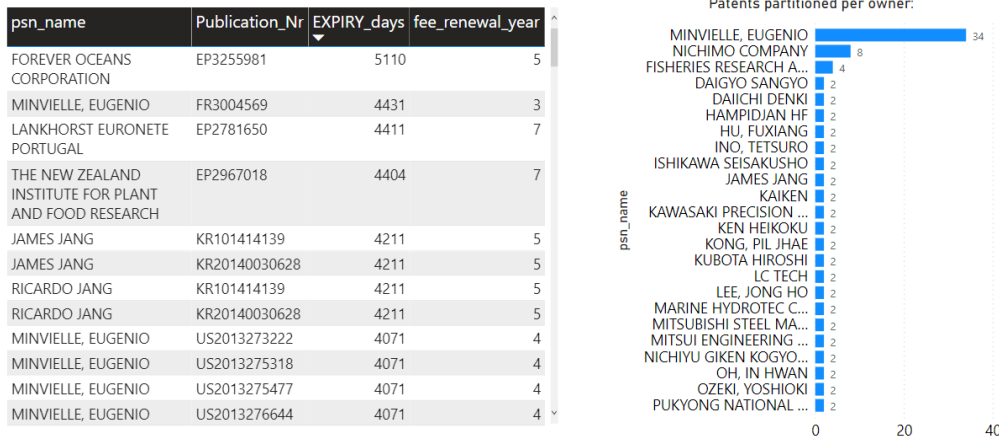 psn_name Publication_Nr EXPIRY_days fee_renewal_year
FOREVER OCEANS EP3255981 5110 5
CORPORATION
MINVIELLE, EUGENIO FR3004569 4431 3
LANKHORST EURONETE EP2781650 4411 7
PORTUGAL
THE NEW ZEALAND EP2967018 4404 7
INSTITUTE FOR PLANT
AND FOOD RESEARCH
JAMES JANG KR101414139 4211 5
JAMES JANG KR20140030628 4211 5
RICARDO JANG KR101414139 4211 5
RICARDO JANG KR20140030628 4211 5
MINVIELLE, EUGENIO US2013273222 4071 4
MINVIELLE, EUGENIO US2013275318 4071 4
MINVIELLE, EUGENIO US2013275477 4071 4
MINVIELLE, EUGENIO US2013276644 4071 4
Patents partitioned per owner:
psn_name
MINVIELLE, EUGENIO 34
NICHIMO COMPANY 8
FISHERIES RESEARCH A... 4
DAIGYO SANGYO 2
DAIICHI DENKI 2
HAMPIDJAN HF 2
HU, FUXIANG 2
INO, TETSURO 2
ISHIKAWA SEISAKUSHO 2
JAMES JANG 2
KAIKEN 2
KAWASAKI PRECISION ... 2
KEN HEIKOKU 2
KONG, PIL JHAE 2
KUBOTA HIROSHI 2
LC TECH 2
LEE, JONG HO 2
MARINE HYDROTEC C... 2
MITSUBISHI STEEL MA... 2
MITSUI ENGINEERING ... 2
NICHIYU GIKEN KOGYO... 2
OH, IN HWAN 2
OZEKI, YOSHIOKI 2
PUKYONG NATIONAL ... 2
0 20 40